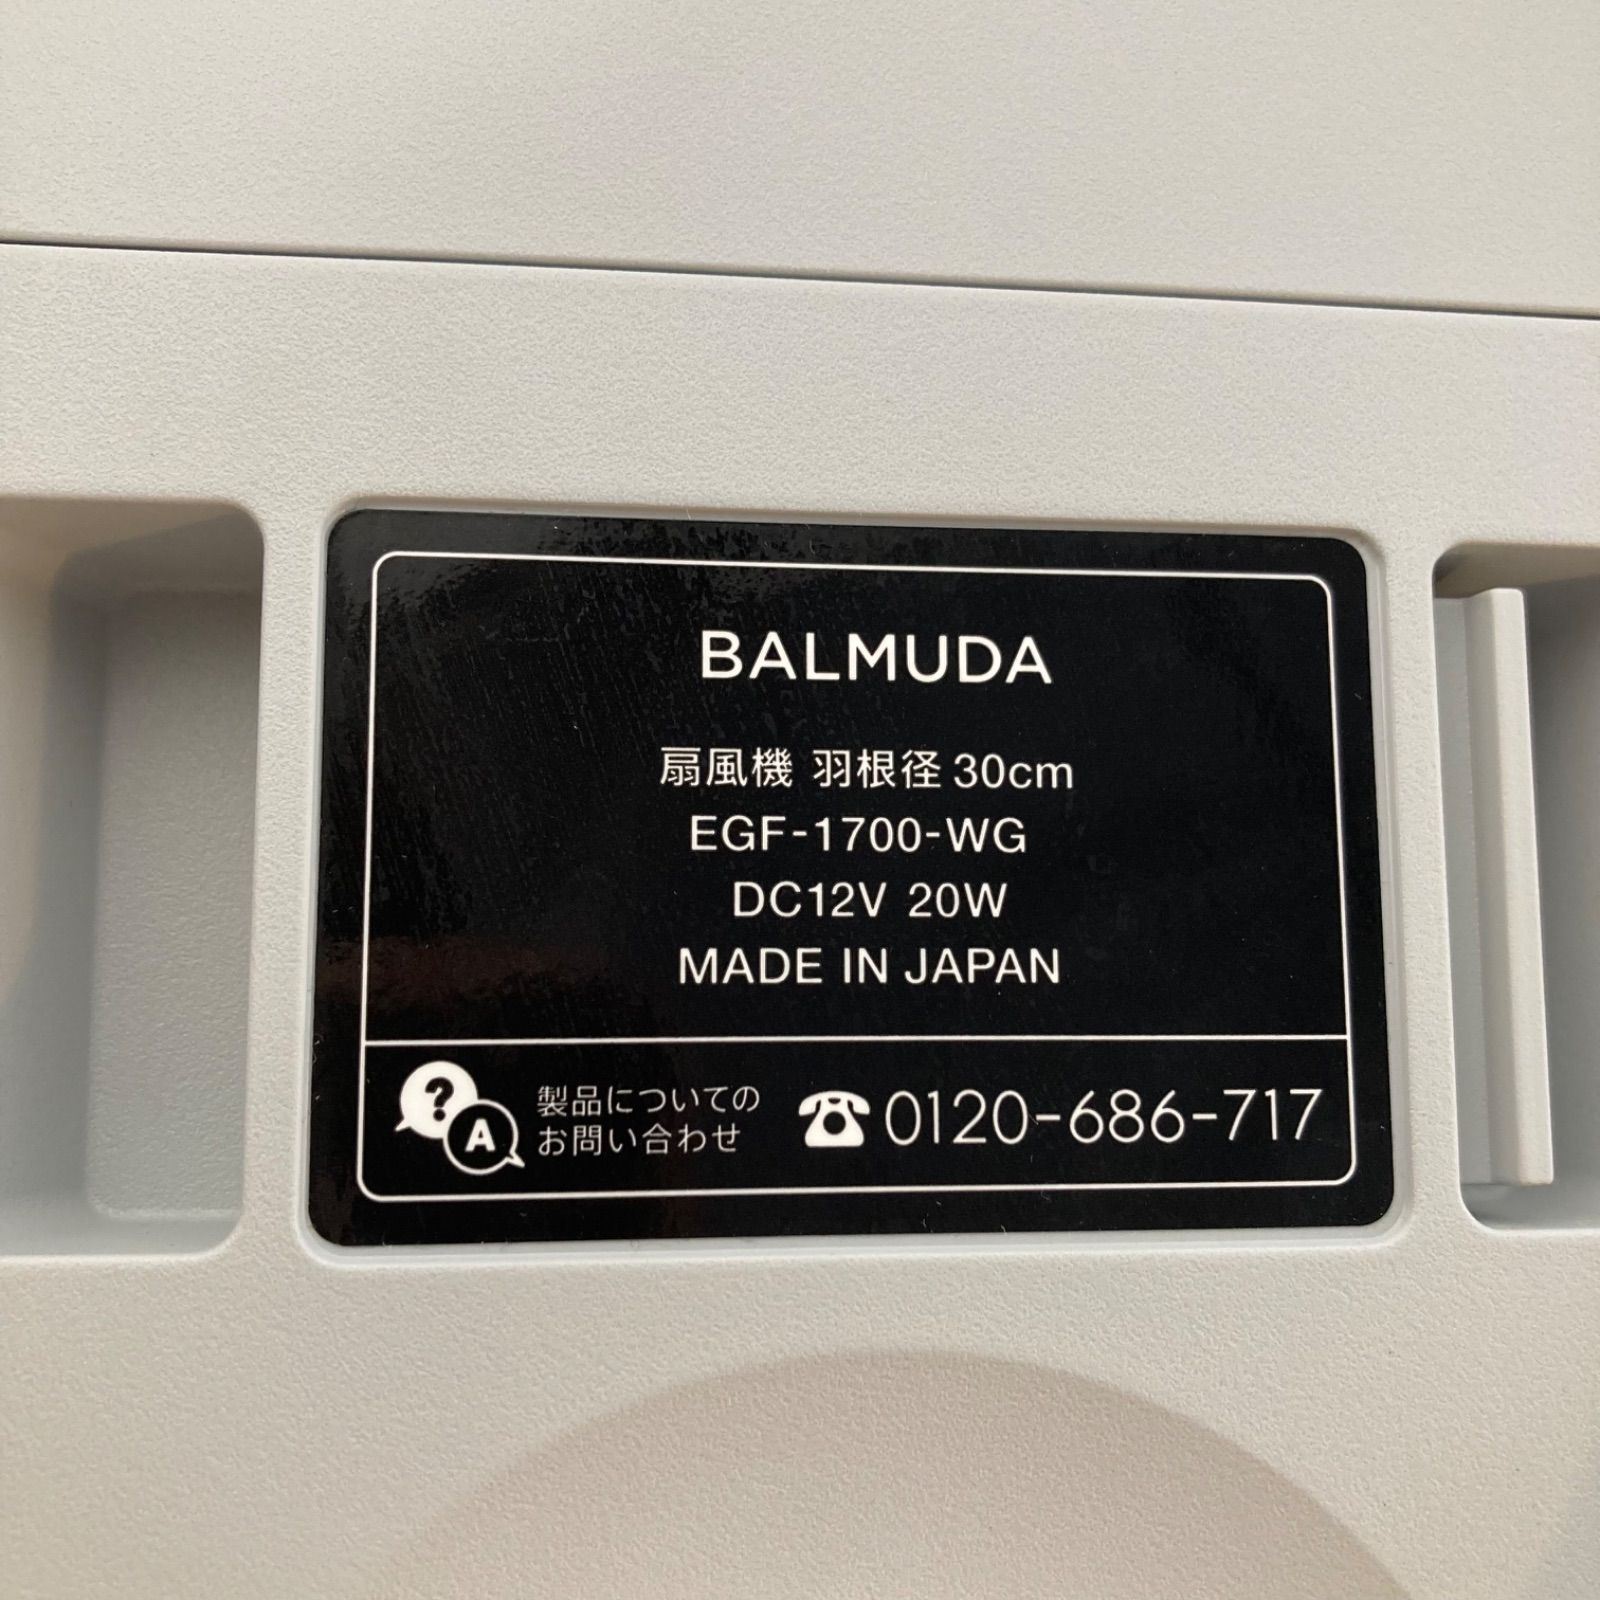 BALMUDA
扇風機 羽根径 30cm
EGF-1700-WG
DC12V 20W
MADE IN JAPAN
? A
製品についての
お問い合わせ
0120-686-717